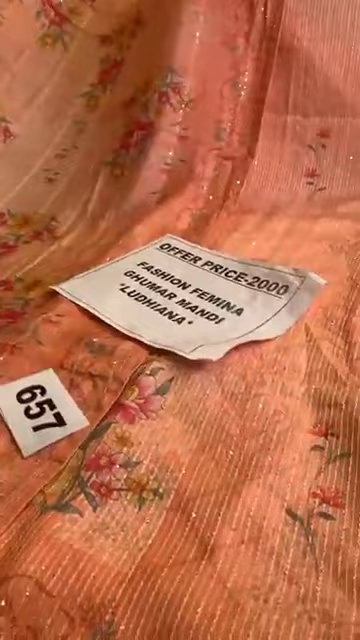 OFFER PRICE-2000
FASHION FEMINA
GHUMAR MANDI
"LUDHIANA"
657